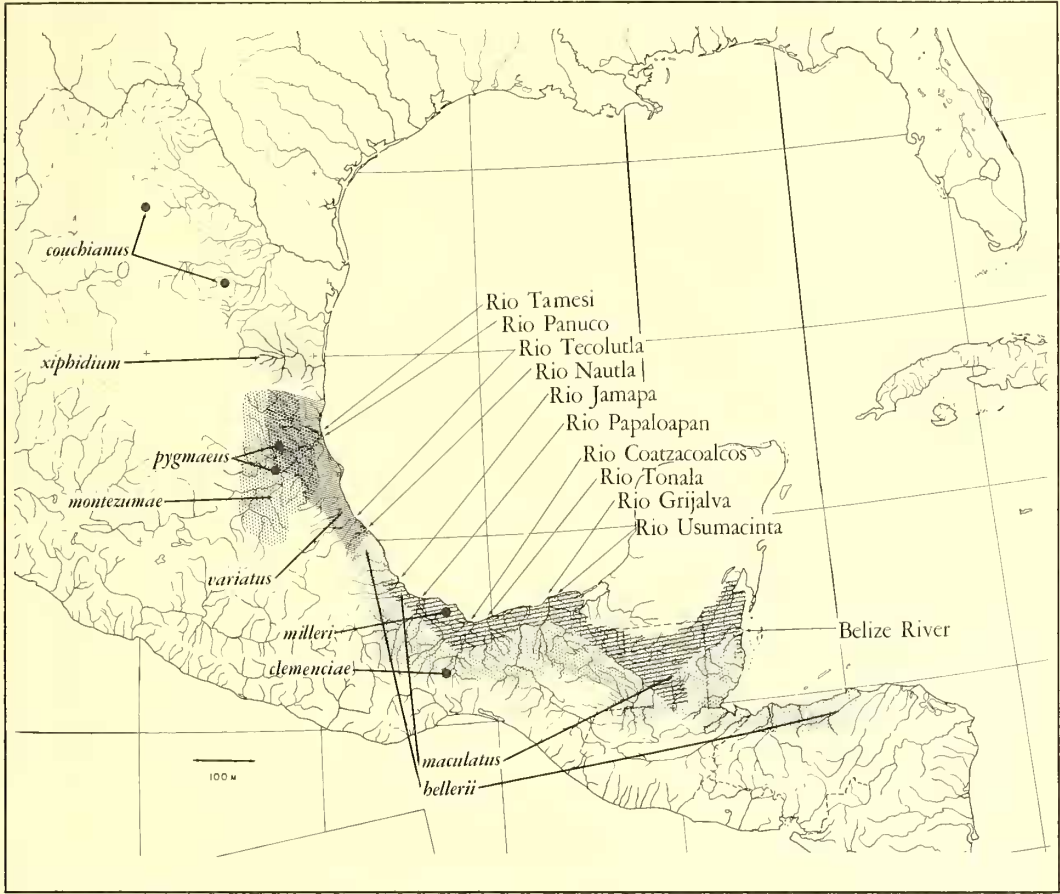 couchianus
Rio Tamesi
Rio Panuco
Rio Tecolutla
xiphidium
Rio Nautla
Rio Jamapa
Rio Papaloapan
pygmaeus
Rio Coatzacoalcos
Rio Tonala
montezumae
Rio Grijalva
Rio Usumacinta
variatus
milleri
Belize River
clemenciae
maculatus
100 M
hellerii